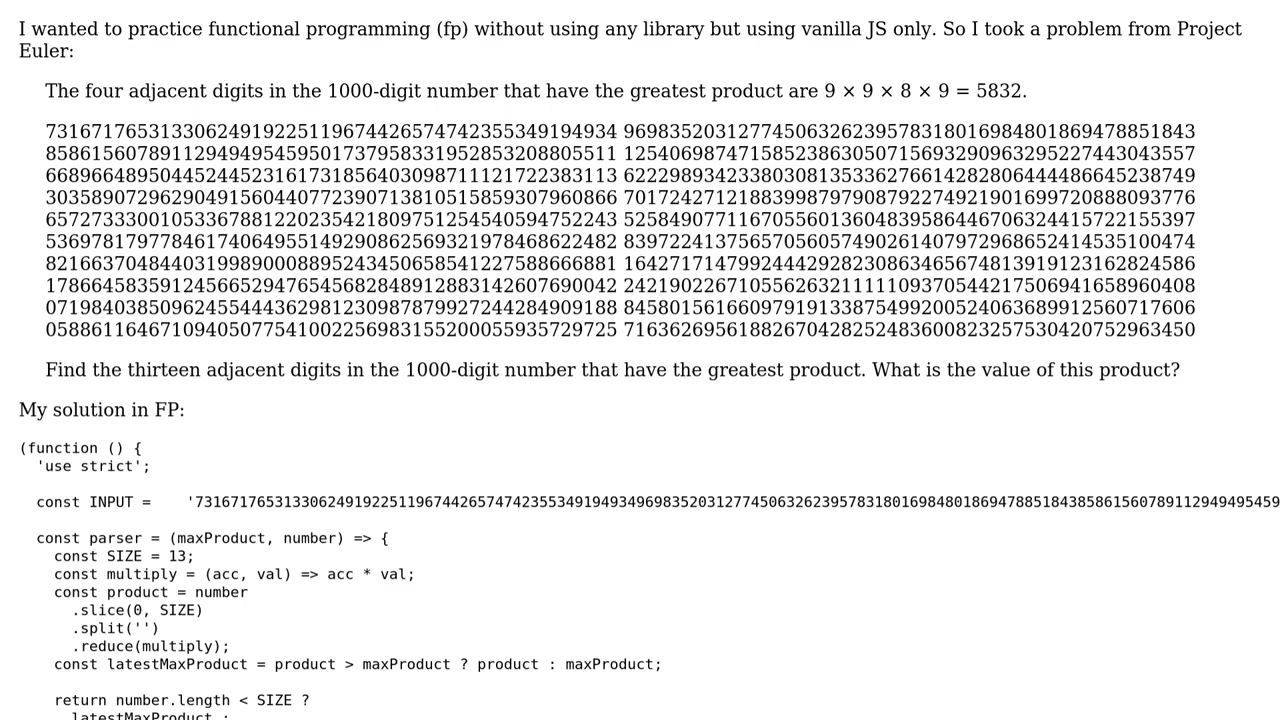 I wanted to practice functional programming (fp) without using any library but using vanilla JS only. So I took a problem from Project
Euler:
The four adjacent digits in the 1000-digit number that have the greatest product are 9 × 9 × 8 × 9 = 5832.
73167176531330624919225119674426574742355349194934 96983520312774506326239578318016984801869478851843
85861560789112949495459501737958331952853208805511 12540698747158523863050715693290963295227443043557
66896648950445244523161731856403098711121722383113 62229893423380308135336276614282806444486645238749
30358907296290491560440772390713810515859307960866 70172427121883998797908792274921901699720888093776
65727333001053367881220235421809751254540594752243 52584907711670556013604839586446706324415722155397
53697817977846174064955149290862569321978468622482 83972241375657056057490261407972968652414535100474
82166370484403199890008895243450658541227588666881 16427171479924442928230863465674813919123162824586
17866458359124566529476545682848912883142607690042 24219022671055626321111109370544217506941658960408
07198403850962455444362981230987879927244284909188 84580156166097919133875499200524063689912560717606
05886116467109405077541002256983155200055935729725 71636269561882670428252483600823257530420752963450
Find the thirteen adjacent digits in the 1000-digit number that have the greatest product. What is the value of this product?
My solution in FP:
(function () {
'use strict';
const INPUT = '7316717653133062491922511967442657474235534919493496983520312774506326239578318016984801869478851843858615607891129494954​59
const parser = (maxProduct, number) => {
const SIZE = 13;
const multiply = (acc, val) => acc * val;
const product = number
.slice(0, SIZE)
.split('')
.reduce(multiply);
const latestMaxProduct = product > maxProduct ? product : maxProduct;
return number.length < SIZE ?
latestMaxProduct :